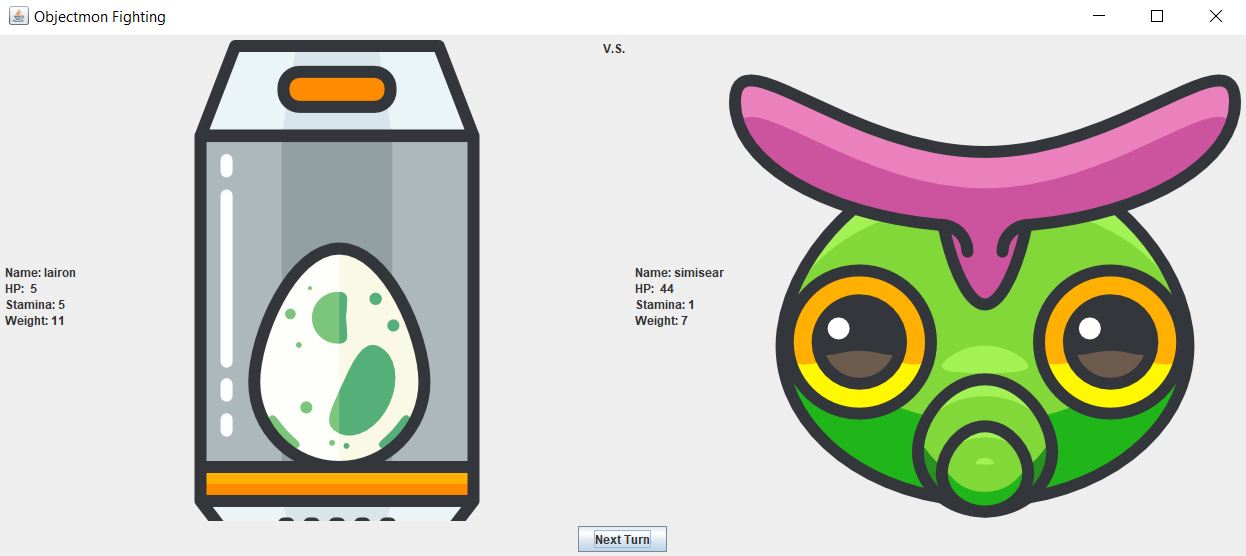 Objectmon Fighting
V.S.
Name: lairon
HP:  5
Stamina: 5
Weight: 11
Name: simisear
HP:  44
Stamina: 1
Weight: 7
Next Turn